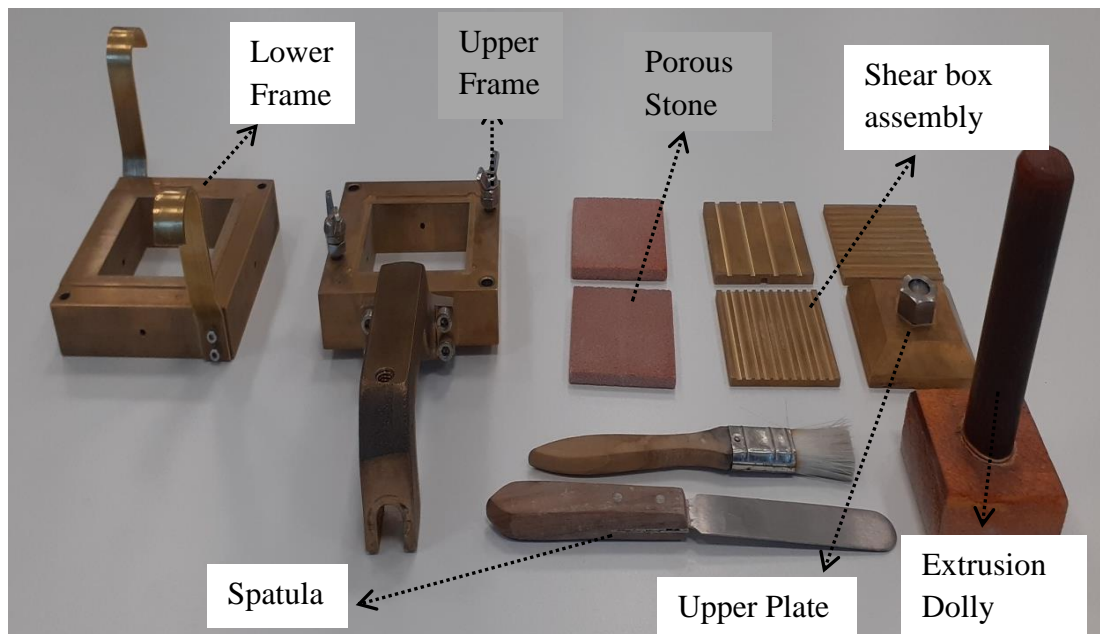 Lower
Frame
Upper
Frame
Porous
Stone
Shear box
assembly
Spatula
Upper Plate
Extrusion
Dolly